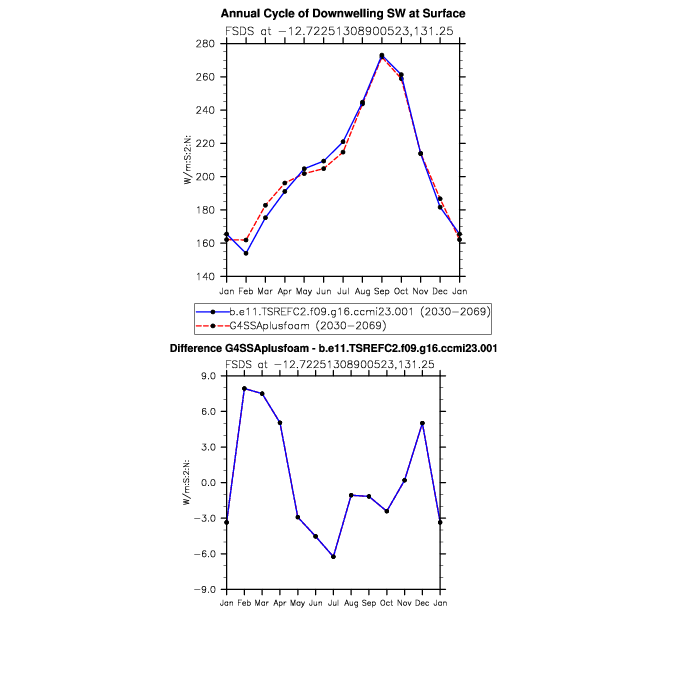 Annual Cycle of Downwelling SW at Surface
FSDS at −12.72251308900523,131.25
280
260
240
220
200
180
160
140
W/m:S:2:N:
Jan Feb Mar Apr May Jun Jul Aug Sep Oct Nov Dec Jan
b.e11.TSREFC2.f09.g16.ccmi23.001 (2030−2069)
G4SSAplusfoam (2030−2069)
Difference G4SSAplusfoam - b.e11.TSREFC2.f09.g16.ccmi23.001
FSDS at −12.72251308900523,131.25
9.0
6.0
3.0
0.0
−3.0
−6.0
−9.0
W/m:S:2:N:
Jan Feb Mar Apr May Jun Jul Aug Sep Oct Nov Dec Jan